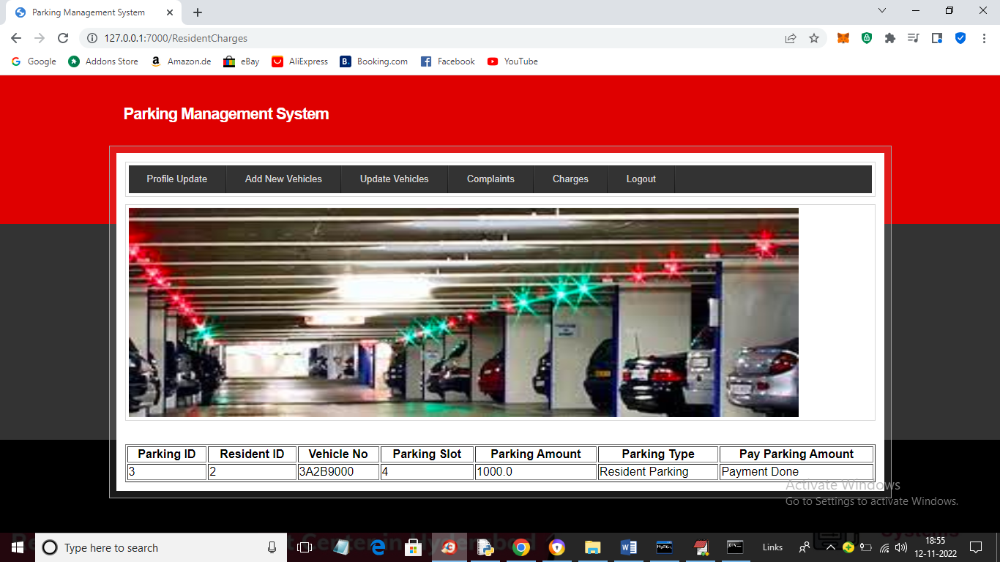 Parking Management System
127.0.0.1:7000/ResidentCharges
Google Addons Store Amazon.de eBay AliExpress Booking.com Facebook YouTube
Parking Management System
Profile Update Add New Vehicles Update Vehicles Complaints Charges Logout
Parking ID Resident ID Vehicle No Parking Slot Parking Amount Parking Type Pay Parking Amount
3 2 3A2B9000 4 1000.0 Resident Parking Payment Done
Activate Windows
Go to Settings to activate Windows.
Type here to search
Links
18:55
12-11-2022